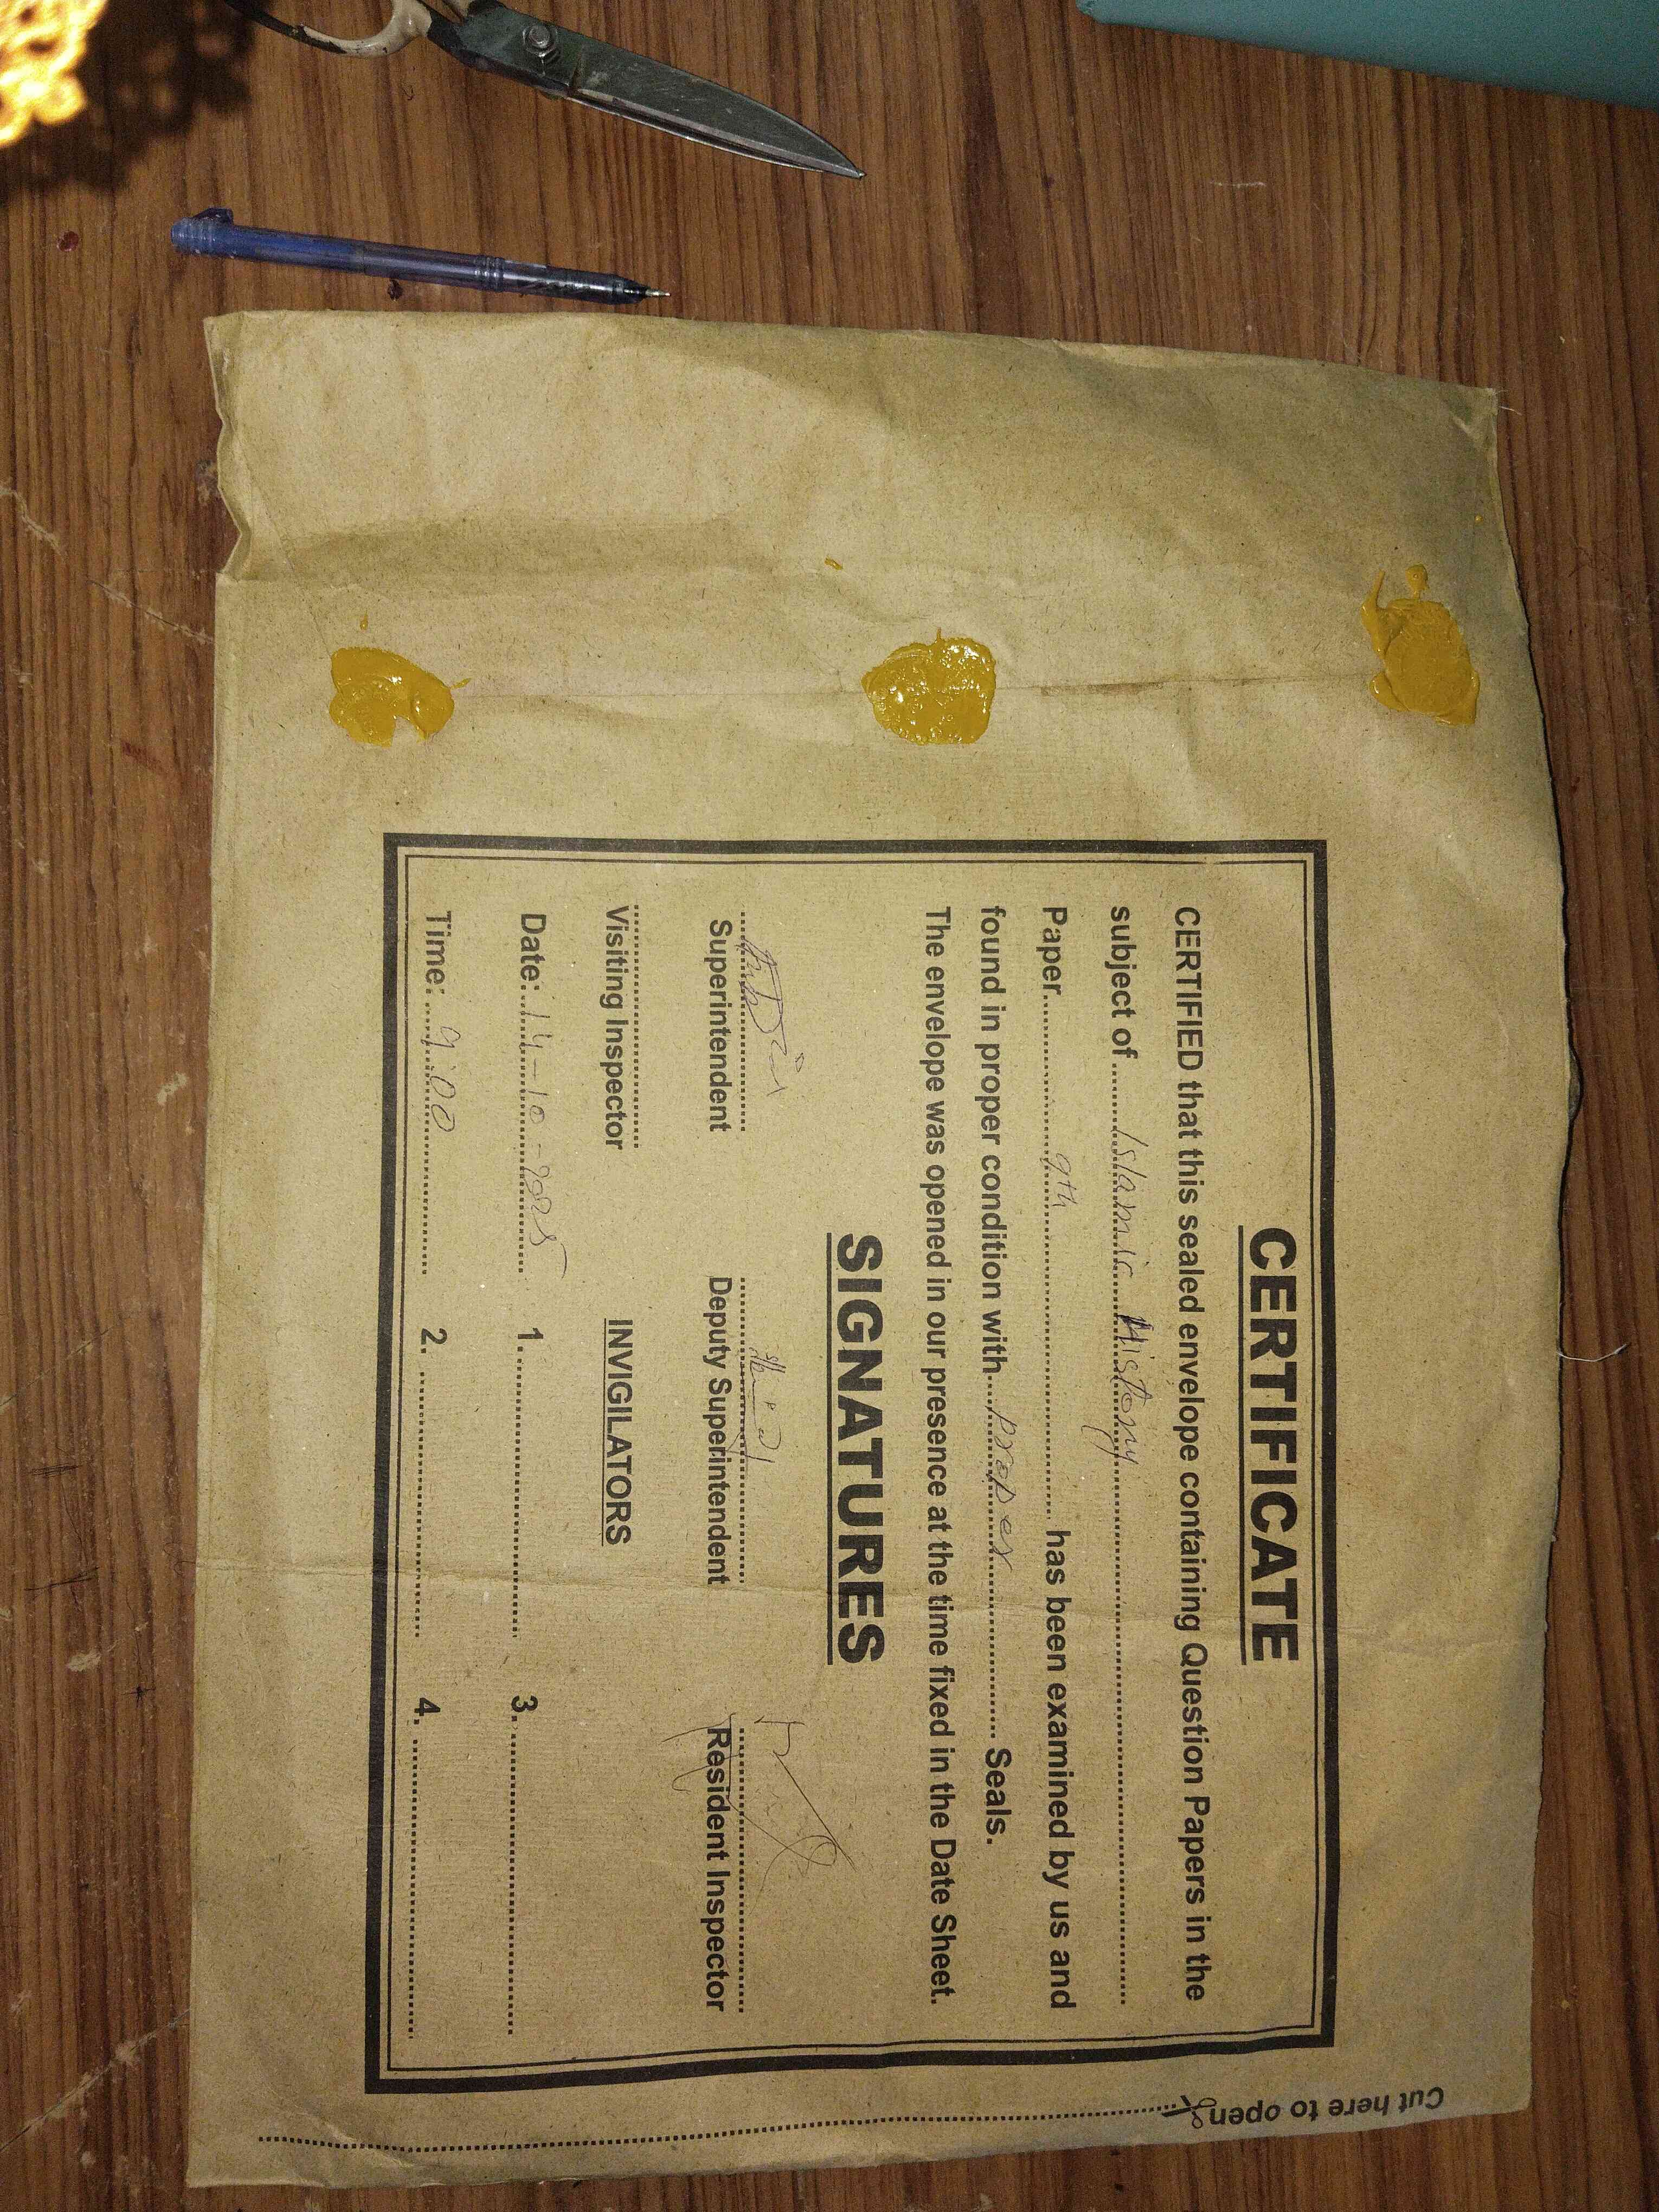 CERTIFICATE
CERTIFIED that this sealed envelope containing Question Papers in the
subject of Islamic History
Paper 9th has been examined by us and
found in proper condition with proper Seals.
The envelope was opened in our presence at the time fixed in the Date Sheet.
SIGNATURES
Superintendent Deputy Superintendent Resident Inspector
Visiting Inspector INVIGILATORS
Date: 14-10-2025 1. 3.
Time: 9:00 2. 4.
Cut here to open